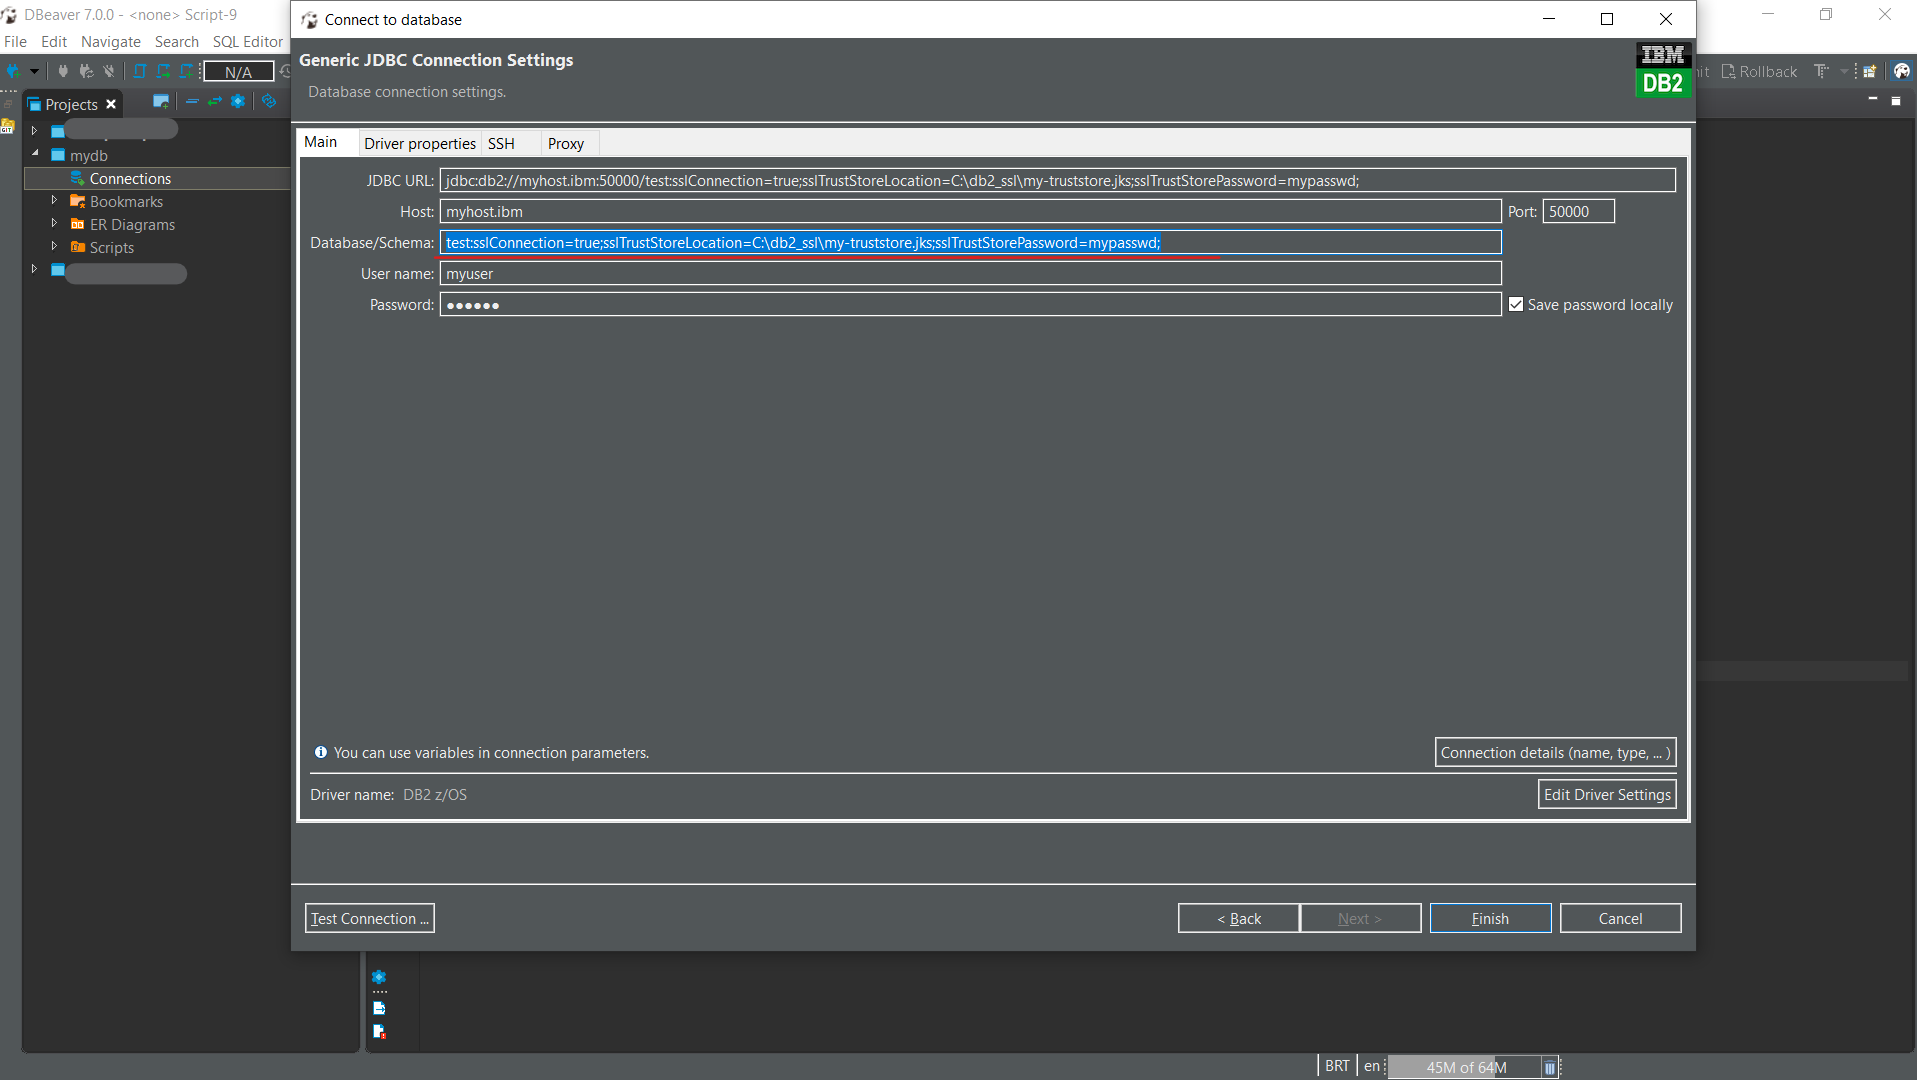 DBeaver 7.0.0 - <none> Script-9
File Edit Navigate Search SQL Editor
N/A
Rollback
Projects
mydb
Connections
Bookmarks
ER Diagrams
Scripts
Connect to database
Generic JDBC Connection Settings
Database connection settings.
IBM
DB2
Main Driver properties SSH Proxy
JDBC URL: jdbc:db2://myhost.ibm:50000/test:sslConnection=true;sslTrustStoreLocation=C:\db2_ssl\my-truststore.jks;sslTrustStorePassword=mypasswd;
Host: myhost.ibm Port: 50000
Database/Schema: test:sslConnection=true;sslTrustStoreLocation=C:\db2_ssl\my-truststore.jks;sslTrustStorePassword=mypasswd;
User name: myuser
Password: ●●●●●● Save password locally
You can use variables in connection parameters. Connection details (name, type, ... )
Driver name: DB2 z/OS Edit Driver Settings
Test Connection ... < Back Next > Finish Cancel
BRT en 45M of 64M